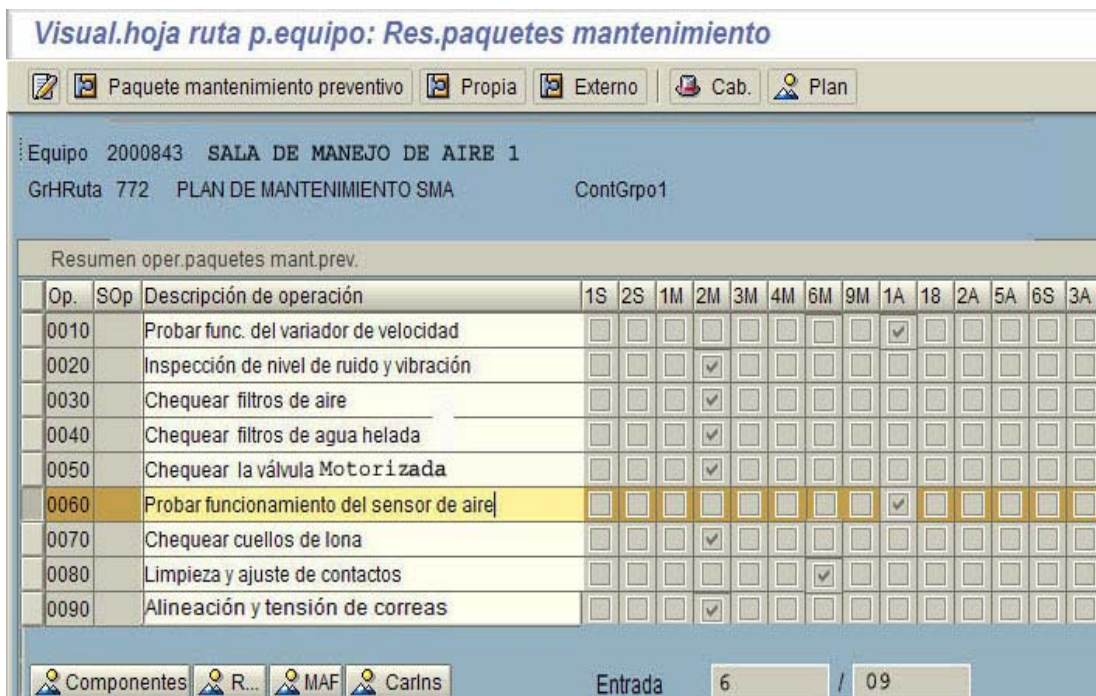 Visual.hoja ruta p.equipo: Res.paquetes mantenimiento
Paquete mantenimiento preventivo Propia Externo Cab. Plan
Equipo 2000843 SALA DE MANEJO DE AIRE 1
GrHRuta 772 PLAN DE MANTENIMIENTO SMA ContGrpo1
Resumen oper.paquetes mant.prev.
Op. SOp Descripción de operación 1S 2S 1M 2M 3M 4M 6M 9M 1A 18 2A 5A 6S 3A
0010 Probar func. del variador de velocidad
0020 Inspección de nivel de ruido y vibración
0030 Chequear filtros de aire
0040 Chequear filtros de agua helada
0050 Chequear la válvula Motorizada
0060 Probar funcionamiento del sensor de aire
0070 Chequear cuellos de lona
0080 Limpieza y ajuste de contactos
0090 Alineación y tensión de correas
Componentes R... MAF CarIns Entrada 6 / 09